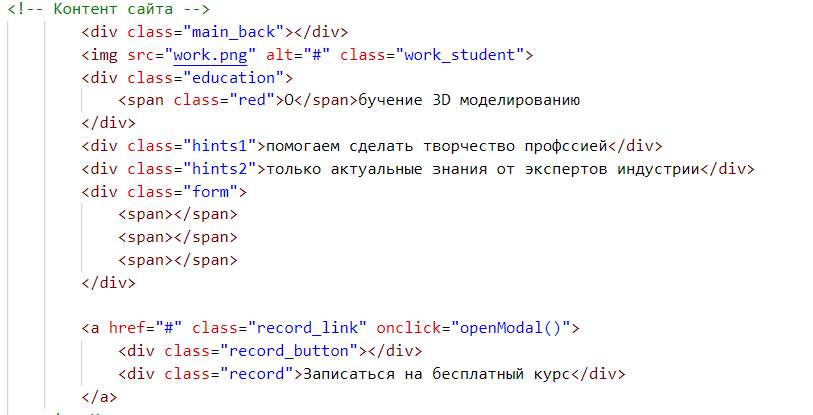 <!-- Контент сайта -->
<div class="main_back"></div>
<img src="work.png" alt="#" class="work_student">
<div class="education">
<span class="red">О</span>бучение 3D моделированию
</div>
<div class="hints1">помогаем сделать творчество профссией</div>
<div class="hints2">только актуальные знания от экспертов индустрии</div>
<div class="form">
<span></span>
<span></span>
<span></span>
</div>
<a href="#" class="record_link" onclick="openModal()">
<div class="record_button"></div>
<div class="record">Записаться на бесплатный курс</div>
</a>